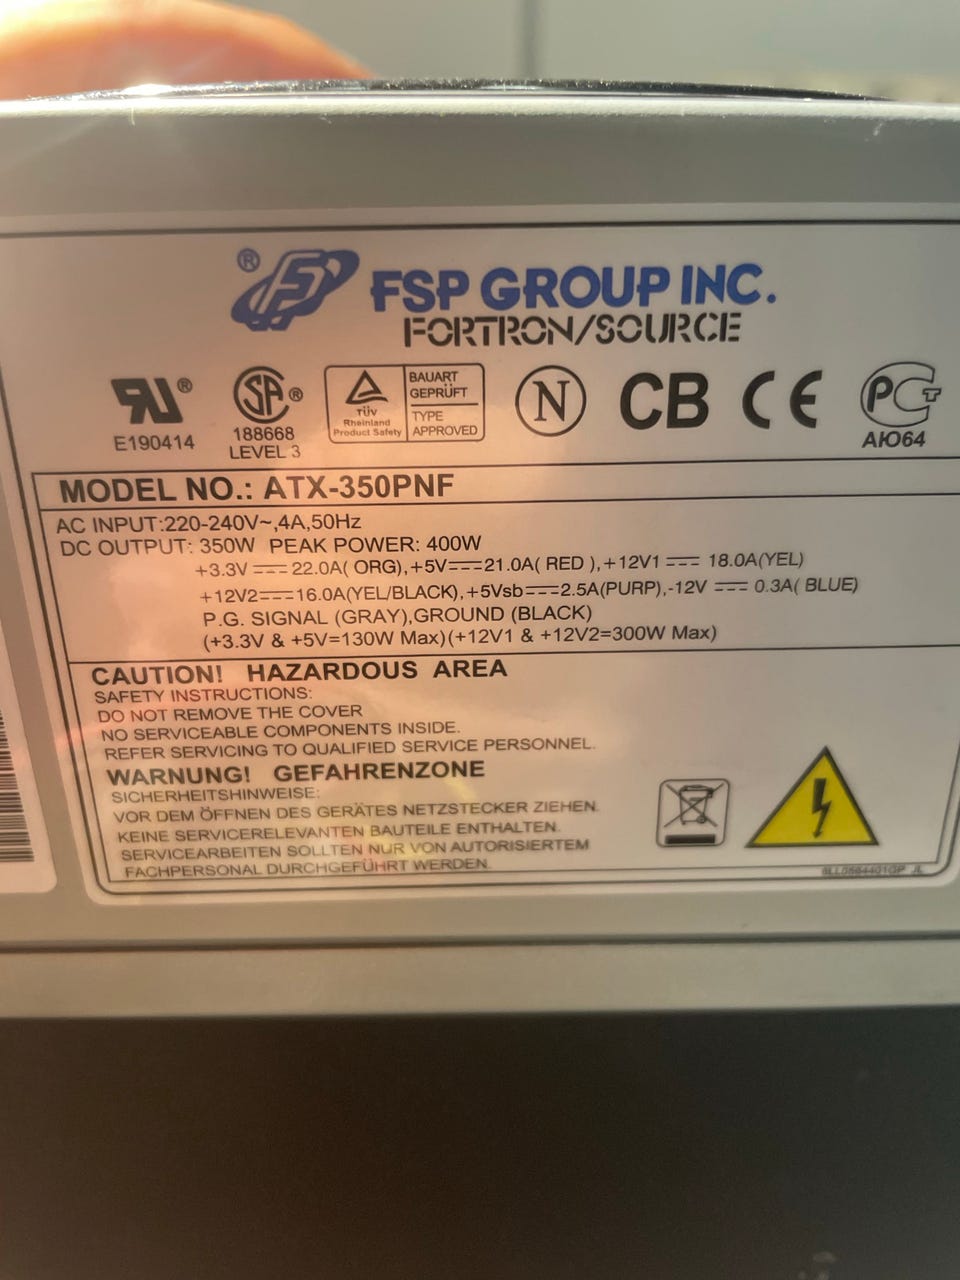 ® FSP GROUP INC.
FORTRON/SOURCE
RU® SA® TÜV Rheinland Product Safety BAUART GEPRÜFT TYPE APPROVED N CB CE PCT
E190414 188668 LEVEL 3 АЮ64
MODEL NO.: ATX-350PNF
AC INPUT:220-240V~,4A,50Hz
DC OUTPUT: 350W PEAK POWER: 400W
+3.3V ⎓ 22.0A( ORG),+5V⎓21.0A( RED ),+12V1 ⎓ 18.0A(YEL)
+12V2⎓16.0A(YEL/BLACK),+5Vsb⎓2.5A(PURP),-12V ⎓ 0.3A( BLUE)
P.G. SIGNAL (GRAY),GROUND (BLACK)
(+3.3V & +5V=130W Max)(+12V1 & +12V2=300W Max)
CAUTION! HAZARDOUS AREA
SAFETY INSTRUCTIONS:
DO NOT REMOVE THE COVER
NO SERVICEABLE COMPONENTS INSIDE.
REFER SERVICING TO QUALIFIED SERVICE PERSONNEL.
WARNUNG! GEFAHRENZONE
SICHERHEITSHINWEISE:
VOR DEM ÖFFNEN DES GERÄTES NETZSTECKER ZIEHEN.
KEINE SERVICERELEVANTEN BAUTEILE ENTHALTEN.
SERVICEARBEITEN SOLLTEN NUR VON AUTORISIERTEM
FACHPERSONAL DURCHGEFÜHRT WERDEN.